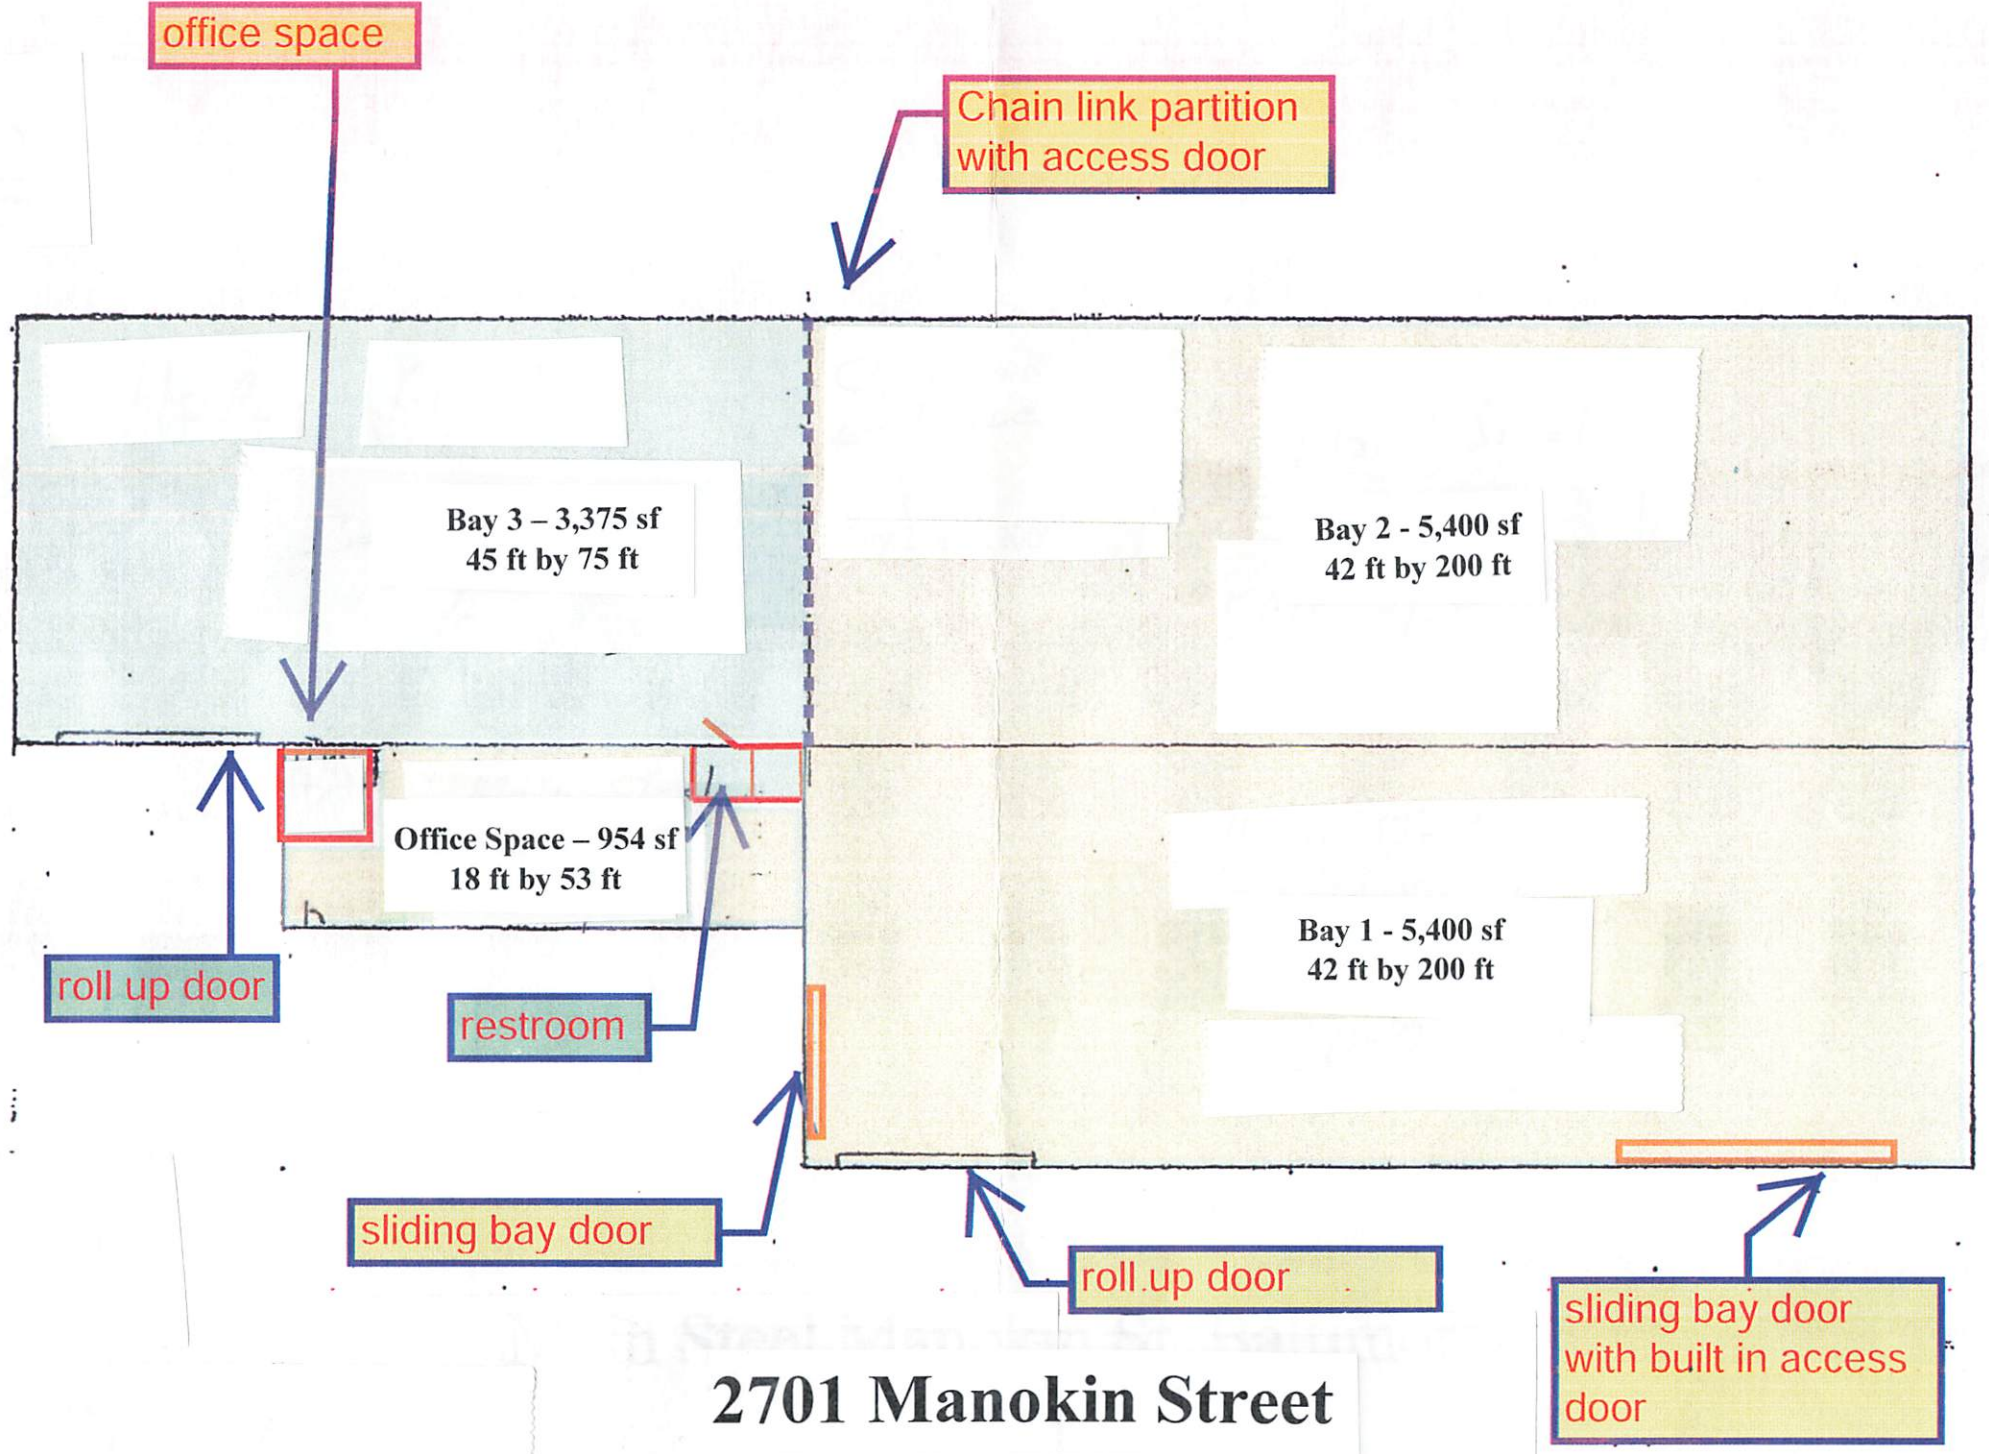 office space
Chain link partition
with access door
Bay 3 – 3,375 sf
45 ft by 75 ft
Bay 2 - 5,400 sf
42 ft by 200 ft
Office Space – 954 sf
18 ft by 53 ft
Bay 1 - 5,400 sf
42 ft by 200 ft
roll up door
restroom
sliding bay door
roll up door
sliding bay door
with built in access
door
2701 Manokin Street